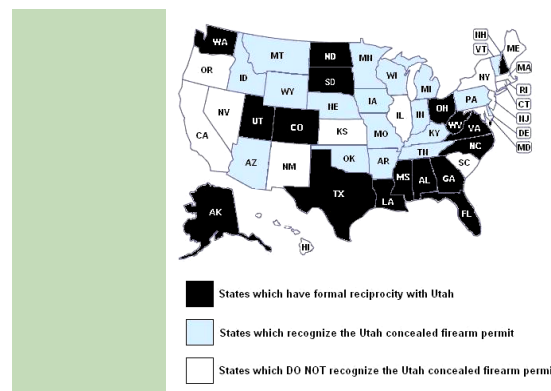 WA
NH
VT
ME
MT
ND
MN
OR
ID
SD
WI
NY
MA
WY
MI
RI
CT
NV
UT
NE
IA
PA
NJ
CO
IL
IN
OH
DE
CA
KS
MO
KY
WV
VA
MD
AZ
NM
OK
AR
TN
NC
SC
TX
LA
MS
AL
GA
FL
AK
HI
States which have formal reciprocity with Utah
States which recognize the Utah concealed firearm permit
States which DO NOT recognize the Utah concealed firearm permi